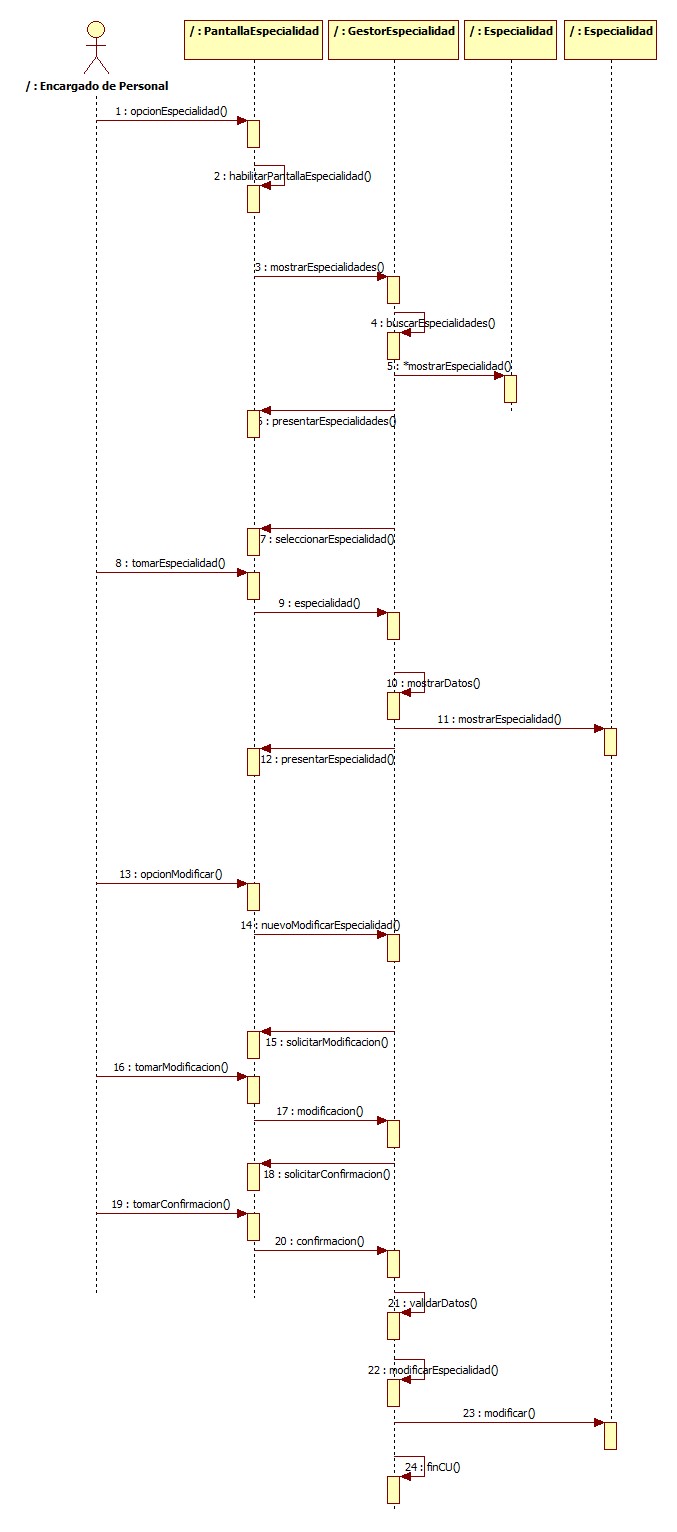 / : PantallaEspecialidad
/ : GestorEspecialidad
/ : Especialidad
/ : Especialidad
/ : Encargado de Personal
1 : opcionEspecialidad()
2 : habilitarPantallaEspecialidad()
3 : mostrarEspecialidades()
4 : buscarEspecialidades()
5 : *mostrarEspecialidad()
6 : presentarEspecialidades()
7 : seleccionarEspecialidad()
8 : tomarEspecialidad()
9 : especialidad()
10 : mostrarDatos()
11 : mostrarEspecialidad()
12 : presentarEspecialidad()
13 : opcionModificar()
14 : nuevoModificarEspecialidad()
15 : solicitarModificacion()
16 : tomarModificacion()
17 : modificacion()
18 : solicitarConfirmacion()
19 : tomarConfirmacion()
20 : confirmacion()
21 : validarDatos()
22 : modificarEspecialidad()
23 : modificar()
24 : finCU()